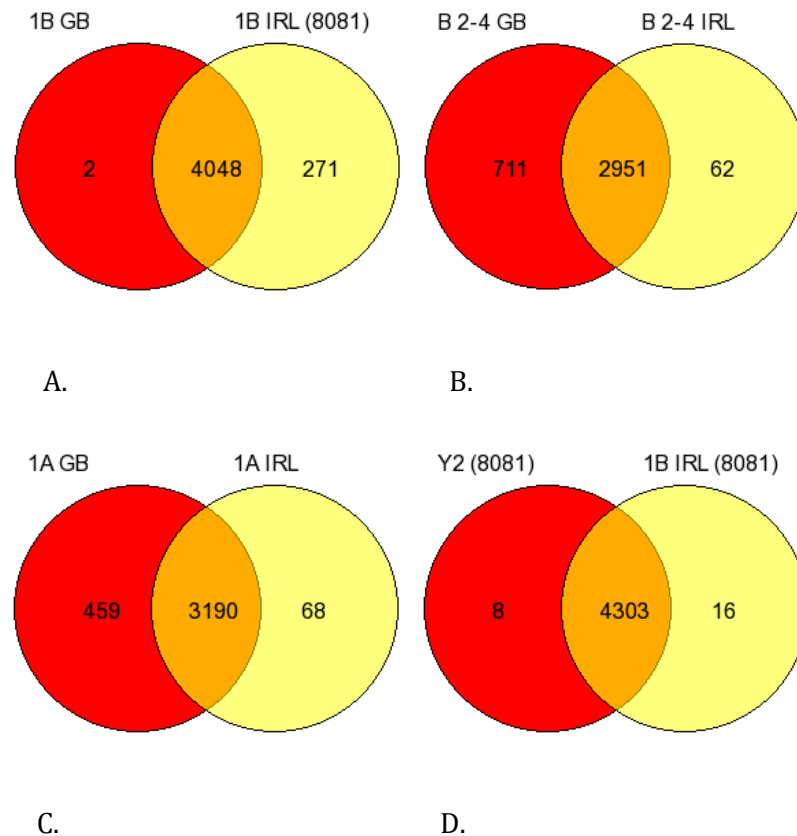 1B GB 1B IRL (8081) B 2-4 GB B 2-4 IRL
2 4048 271 711 2951 62
A. B.
1A GB 1A IRL Y2 (8081) 1B IRL (8081)
459 3190 68 8 4303 16
C. D.